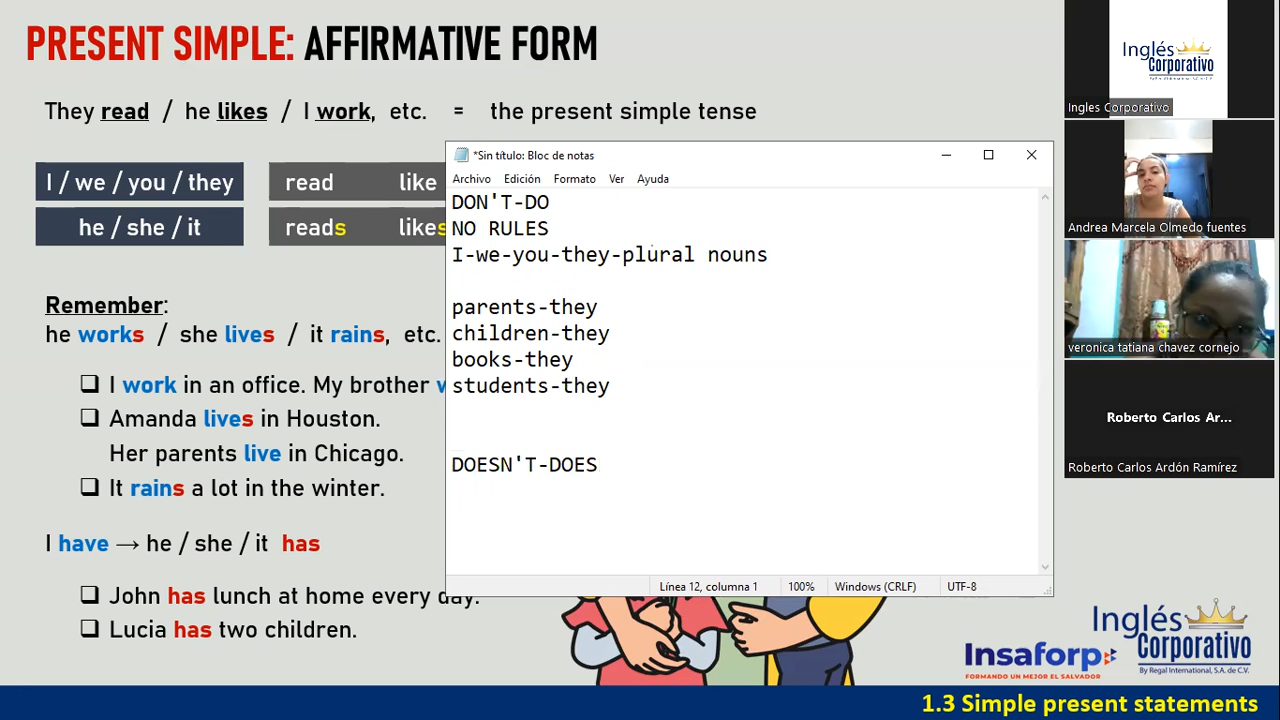 PRESENT SIMPLE: AFFIRMATIVE FORM
They read / he likes / I work, etc. = the present simple tense
I / we / you / they
read like
he / she / it
reads likes
Remember:
he works / she lives / it rains, etc.
I work in an office. My brother w
Amanda lives in Houston.
Her parents live in Chicago.
It rains a lot in the winter.
I have → he / she / it has
John has lunch at home every day.
Lucia has two children.
*Sin título: Bloc de notas
Archivo Edición Formato Ver Ayuda
DON'T-DO
NO RULES
I-we-you-they-plural nouns
parents-they
children-they
books-they
students-they
DOESN'T-DOES
Línea 12, columna 1 100% Windows (CRLF) UTF-8
Inglés
Corporativo
Ingles Corporativo
Andrea Marcela Olmedo fuentes
veronica tatiana chavez cornejo
Roberto Carlos Ar...
Roberto Carlos Ardón Ramírez
Insaforp
FORMANDO UN MEJOR EL SALVADOR
Inglés
Corporativo
By Regal International, S.A. de C.V.
1.3 Simple present statements